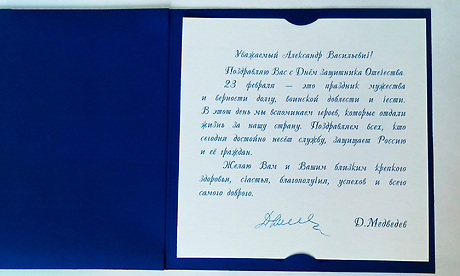 Уважаемый Александр Васильевич!
Поздравляю Вас с Днём защитника Отечества.
23 февраля – это праздник мужества
и верности долгу, воинской доблести и чести.
В этот день мы вспоминаем героев, которые отдали
жизнь за нашу страну. Поздравляем всех, кто
сегодня достойно несёт службу, защищает Россию
и её граждан.
Желаю Вам и Вашим близким крепкого
здоровья, счастья, благополучия, успехов и всего
самого доброго.
Д.Медведев